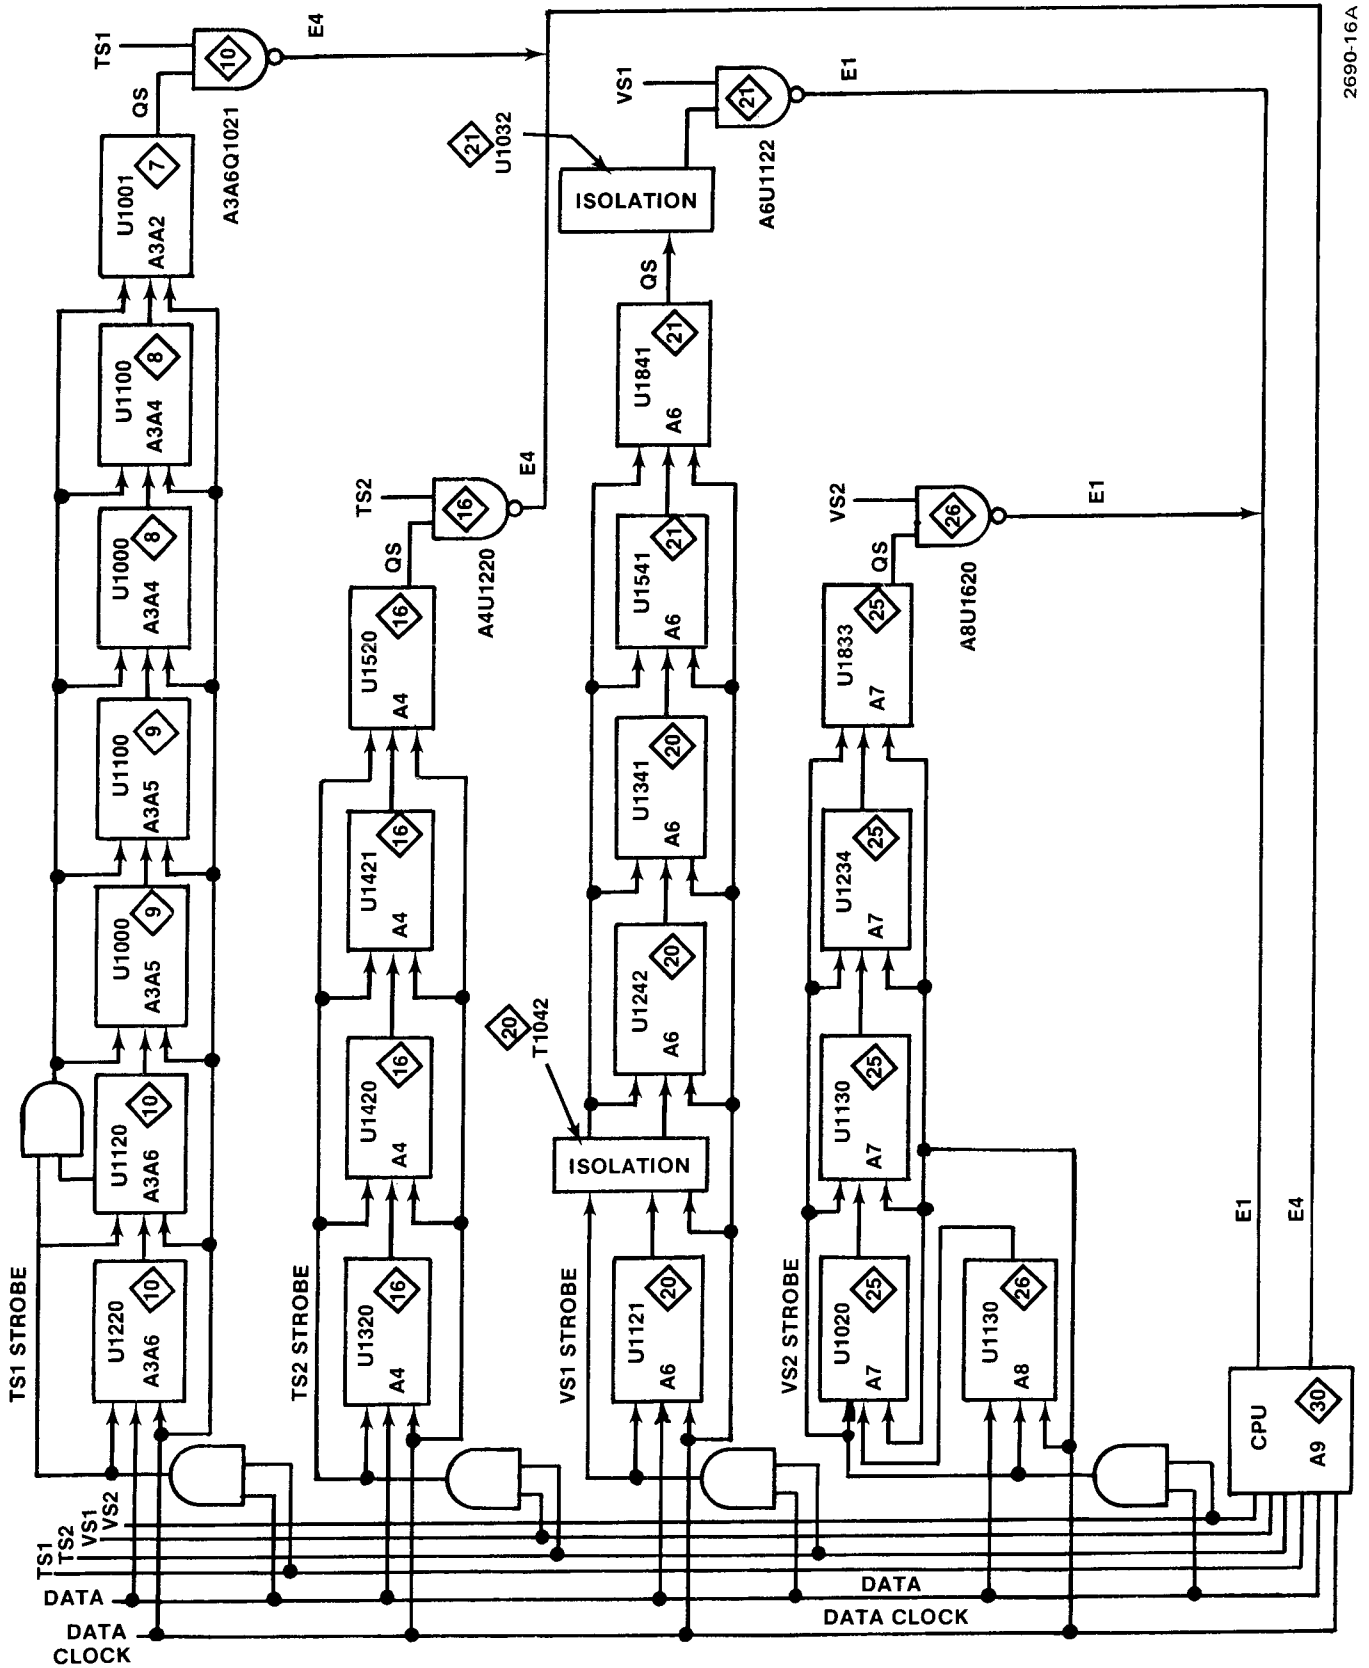 2690-16A
TS1 STROBE
U1220
A3A6
10
U1120
A3A6
10
U1000
A3A5
9
U1100
A3A5
9
U1000
A3A4
8
U1100
A3A4
8
U1001
A3A2
7
QS
TS1
10
A3A6Q1021
E4
TS2 STROBE
U1320
A4
16
U1420
A4
16
U1421
A4
16
U1520
A4
16
QS
TS2
16
A4U1220
E4
VS1 STROBE
U1121
A6
20
ISOLATION
20
T1042
U1242
A6
20
U1341
A6
20
U1541
A6
21
U1841
A6
21
QS
ISOLATION
21
U1032
VS1
21
A6U1122
E1
VS2 STROBE
U1020
A7
25
U1130
A7
25
U1234
A7
25
U1833
A7
25
QS
VS2
26
A8U1620
E1
U1130
A8
26
E1
E4
CPU
A9
30
VS2
VS1
TS2
TS1
DATA
DATA
CLOCK
DATA
DATA CLOCK